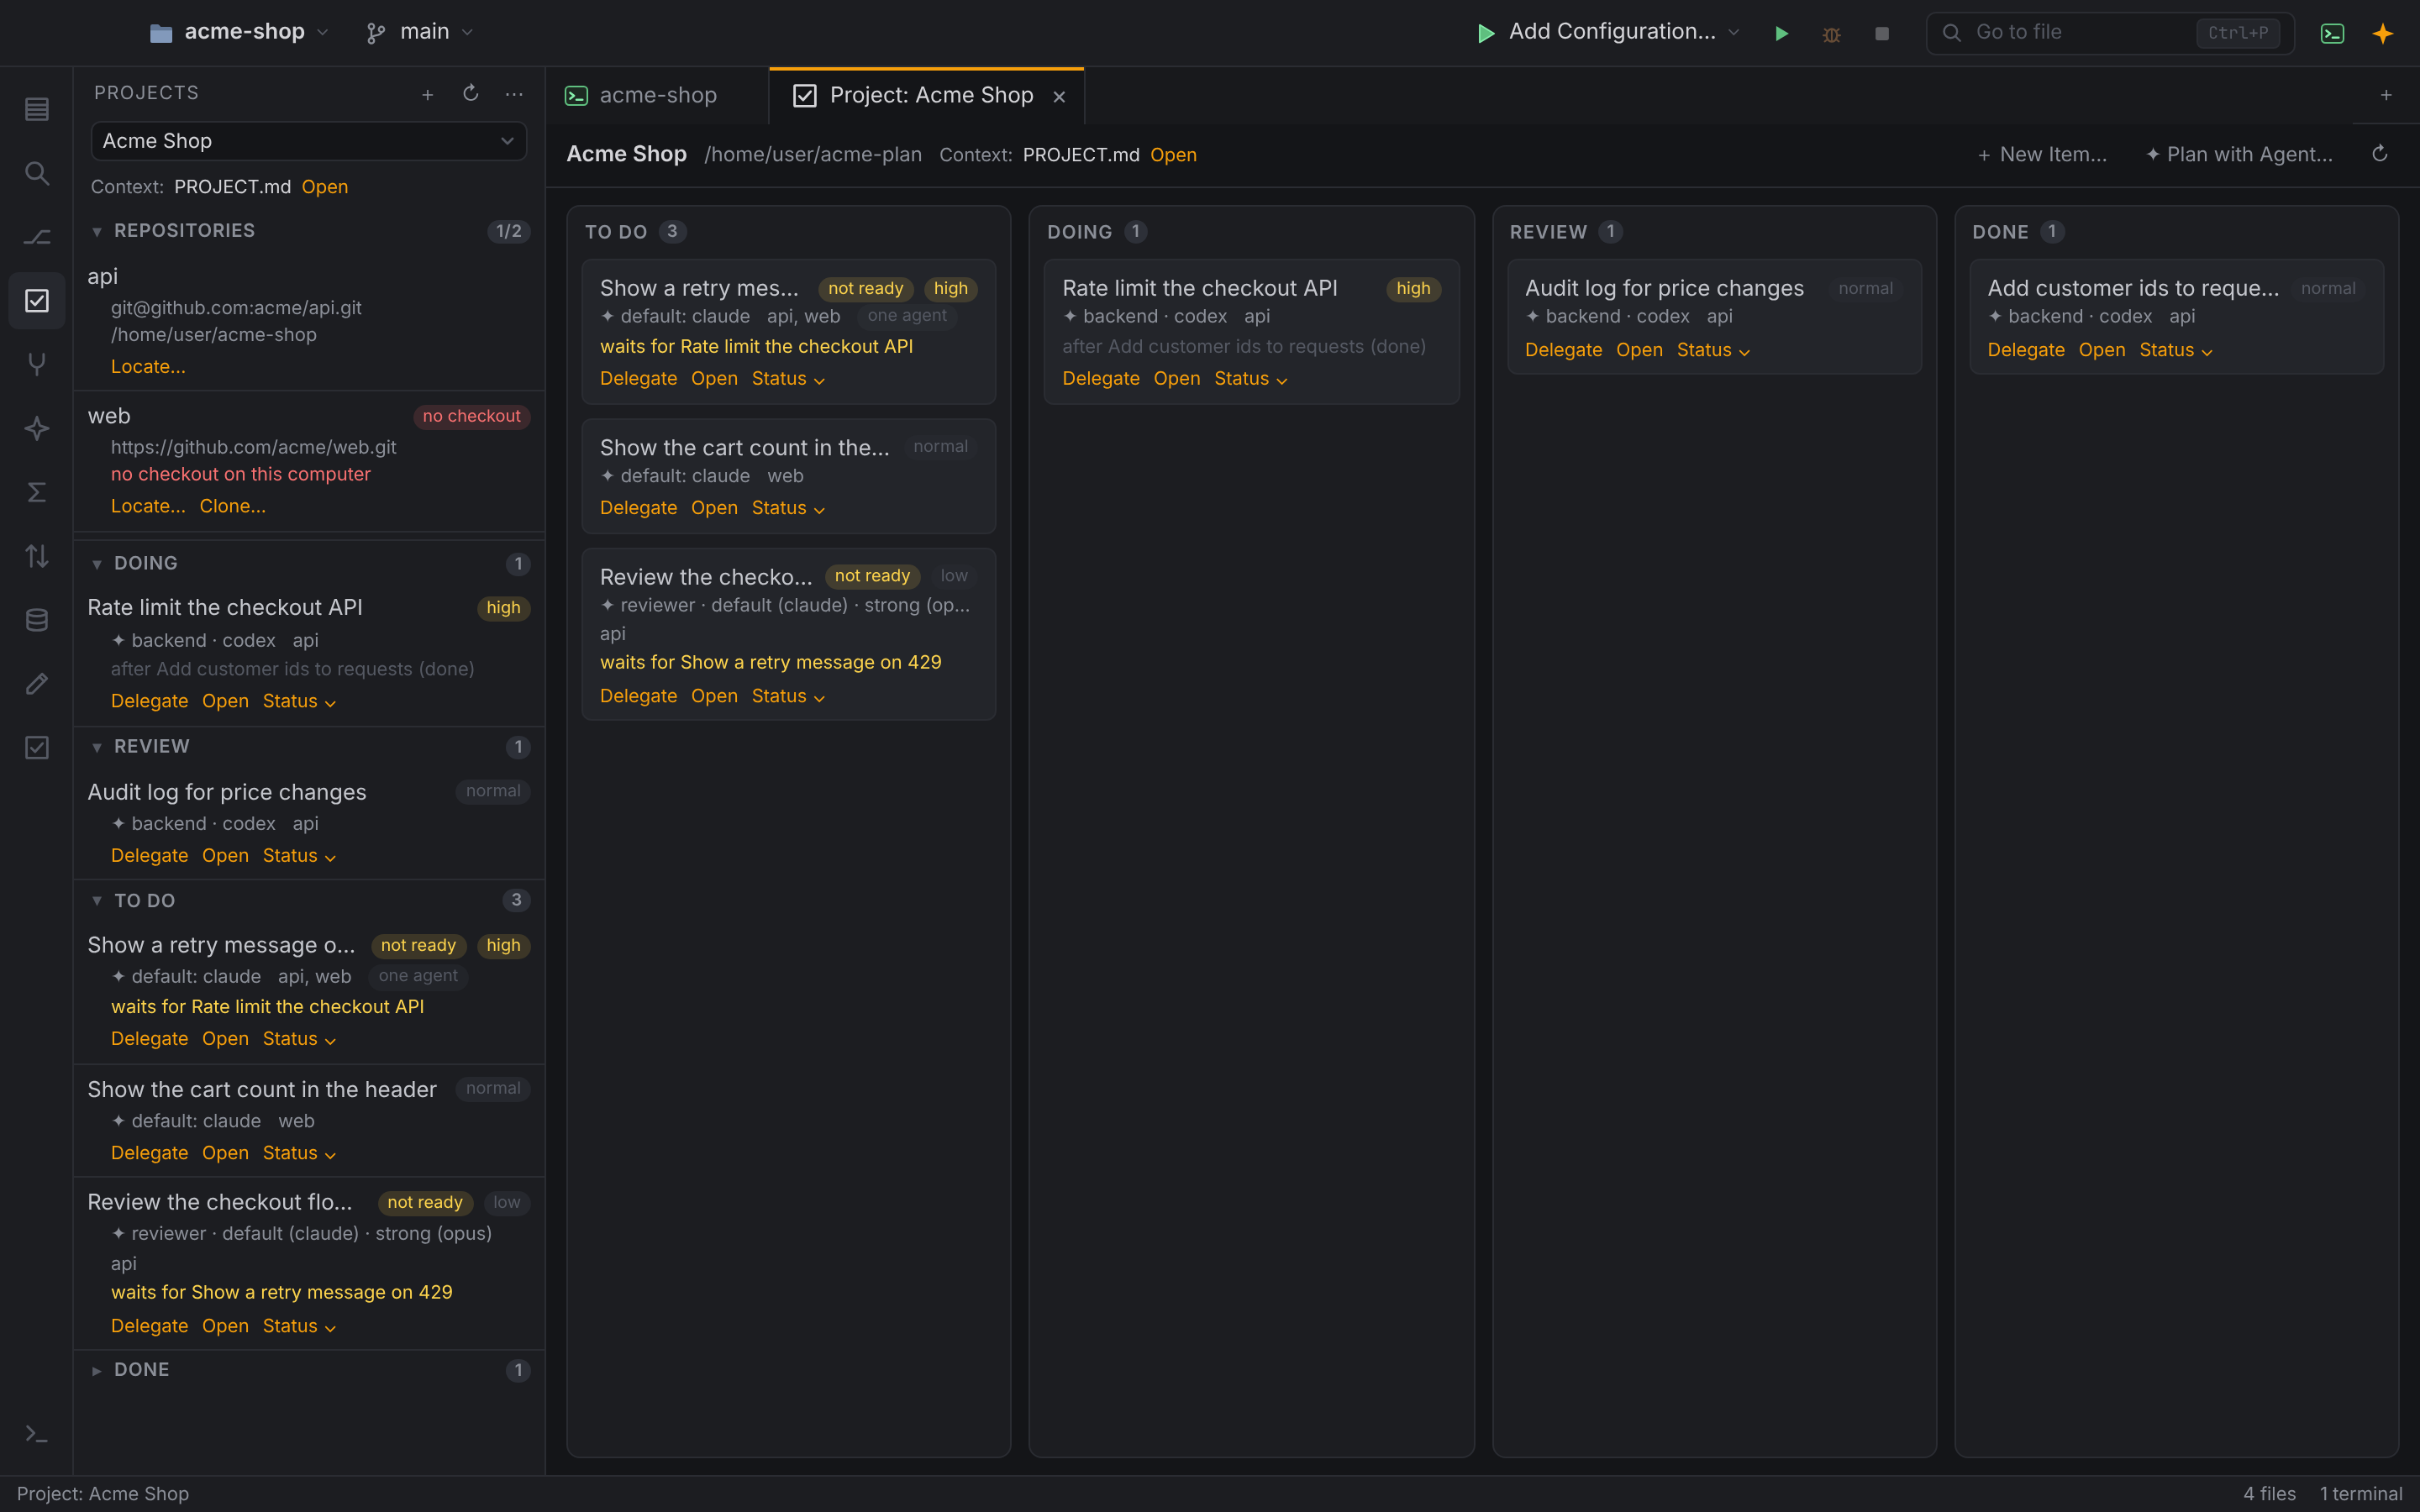 acme-shop main Add Configuration... Go to file Ctrl+P
PROJECTS
Acme Shop
Context: PROJECT.md Open
REPOSITORIES 1/2
api
git@github.com:acme/api.git
/home/user/acme-shop
Locate...
web no checkout
https://github.com/acme/web.git
no checkout on this computer
Locate... Clone...
DOING 1
Rate limit the checkout API high
backend · codex api
after Add customer ids to requests (done)
Delegate Open Status
REVIEW 1
Audit log for price changes normal
backend · codex api
Delegate Open Status
TO DO 3
Show a retry message o... not ready high
default: claude api, web one agent
waits for Rate limit the checkout API
Delegate Open Status
Show the cart count in the header normal
default: claude web
Delegate Open Status
Review the checkout flo... not ready low
reviewer · default (claude) · strong (opus)
api
waits for Show a retry message on 429
Delegate Open Status
DONE 1
acme-shop Project: Acme Shop
Acme Shop /home/user/acme-plan Context: PROJECT.md Open + New Item... Plan with Agent...
TO DO 3
Show a retry mes... not ready high
default: claude api, web one agent
waits for Rate limit the checkout API
Delegate Open Status
Show the cart count in the... normal
default: claude web
Delegate Open Status
Review the checko... not ready low
reviewer · default (claude) · strong (op...
api
waits for Show a retry message on 429
Delegate Open Status
DOING 1
Rate limit the checkout API high
backend · codex api
after Add customer ids to requests (done)
Delegate Open Status
REVIEW 1
Audit log for price changes normal
backend · codex api
Delegate Open Status
DONE 1
Add customer ids to reque... normal
backend · codex api
Delegate Open Status
Project: Acme Shop 4 files 1 terminal